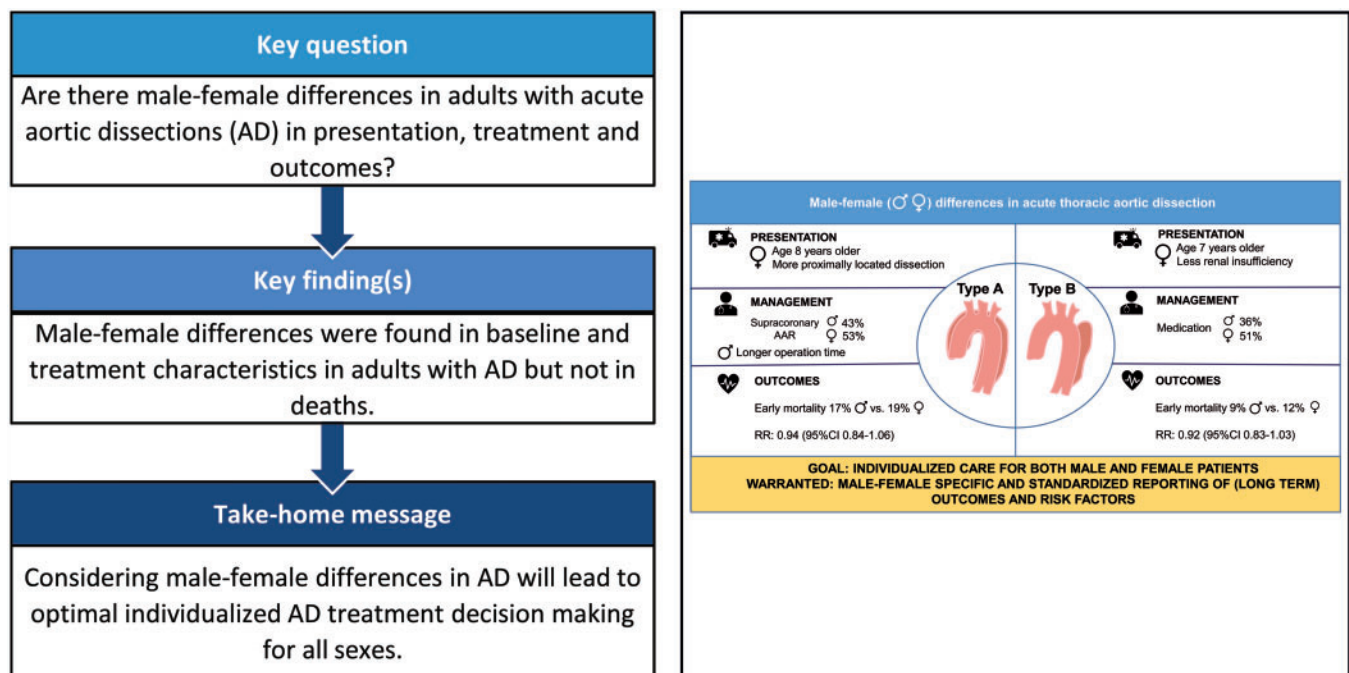 Key question
Are there male-female differences in adults with acute
aortic dissections (AD) in presentation, treatment and
outcomes?
Key finding(s)
Male-female differences were found in baseline and
treatment characteristics in adults with AD but not in
deaths.
Take-home message
Considering male-female differences in AD will lead to
optimal individualized AD treatment decision making
for all sexes.
Male-female (♂ ♀) differences in acute thoracic aortic dissection
PRESENTATION
♀ Age 8 years older
More proximally located dissection
MANAGEMENT
Supracoronary ♂ 43%
AAR ♀ 53%
♂ Longer operation time
OUTCOMES
Early mortality 17% ♂ vs. 19% ♀
RR: 0.94 (95%CI 0.84-1.06)
Type A
Type B
PRESENTATION
♀ Age 7 years older
Less renal insufficiency
MANAGEMENT
Medication ♂ 36%
♀ 51%
OUTCOMES
Early mortality 9% ♂ vs. 12% ♀
RR: 0.92 (95%CI 0.83-1.03)
GOAL: INDIVIDUALIZED CARE FOR BOTH MALE AND FEMALE PATIENTS
WARRANTED: MALE-FEMALE SPECIFIC AND STANDARDIZED REPORTING OF (LONG TERM)
OUTCOMES AND RISK FACTORS